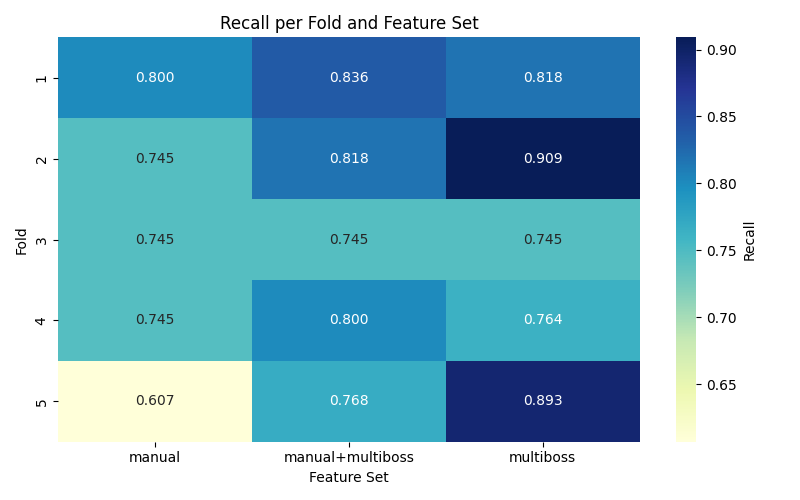 Recall per Fold and Feature Set
Fold
1 0.800 0.836 0.818
2 0.745 0.818 0.909
3 0.745 0.745 0.745
4 0.745 0.800 0.764
5 0.607 0.768 0.893
manual manual+multiboss multiboss
Feature Set
0.90
0.85
0.80
0.75
0.70
0.65
Recall